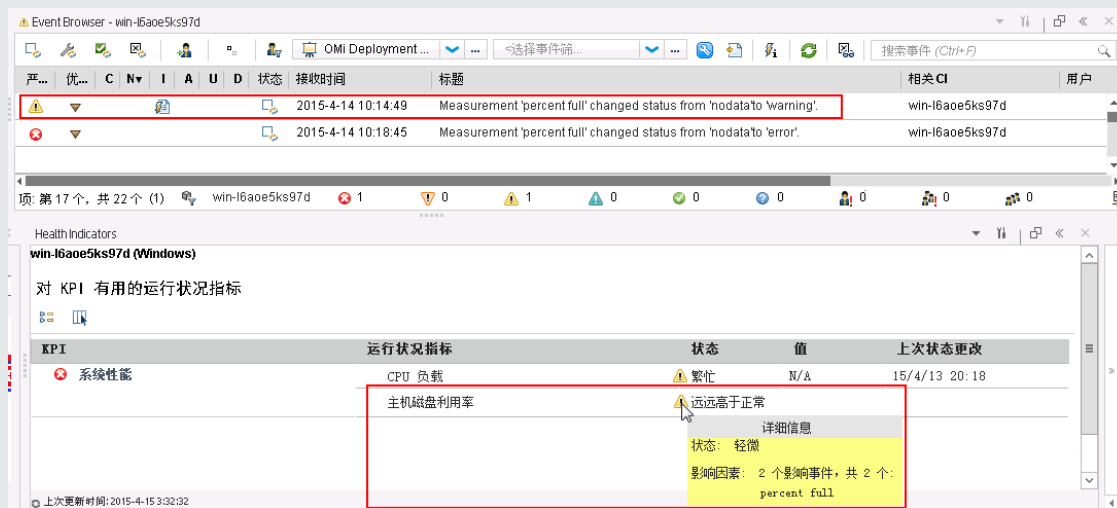 Event Browser - win-l6aoe5ks97d
OMi Deployment ... ... <选择事件筛... ... 搜索事件 (Ctrl+F)
严... 优... C N▾ I A U D 状态 接收时间 标题 相关CI 用户
2015-4-14 10:14:49 Measurement 'percent full' changed status from 'nodata'to 'warning'. win-l6aoe5ks97d
2015-4-14 10:18:45 Measurement 'percent full' changed status from 'nodata'to 'error'. win-l6aoe5ks97d
项: 第 17 个，共 22 个 (1) win-l6aoe5ks97d 1 0 1 0 0 0 0 0 0
Health Indicators
win-l6aoe5ks97d (Windows)
对 KPI 有用的运行状况指标
KPI 运行状况指标 状态 值 上次状态更改
系统性能 CPU 负载 繁忙 N/A 15/4/13 20:18
主机磁盘利用率 远远高于正常
详细信息
状态: 轻微
影响因素: 2 个影响事件，共 2 个:
percent full
上次更新时间: 2015-4-15 3:32:32